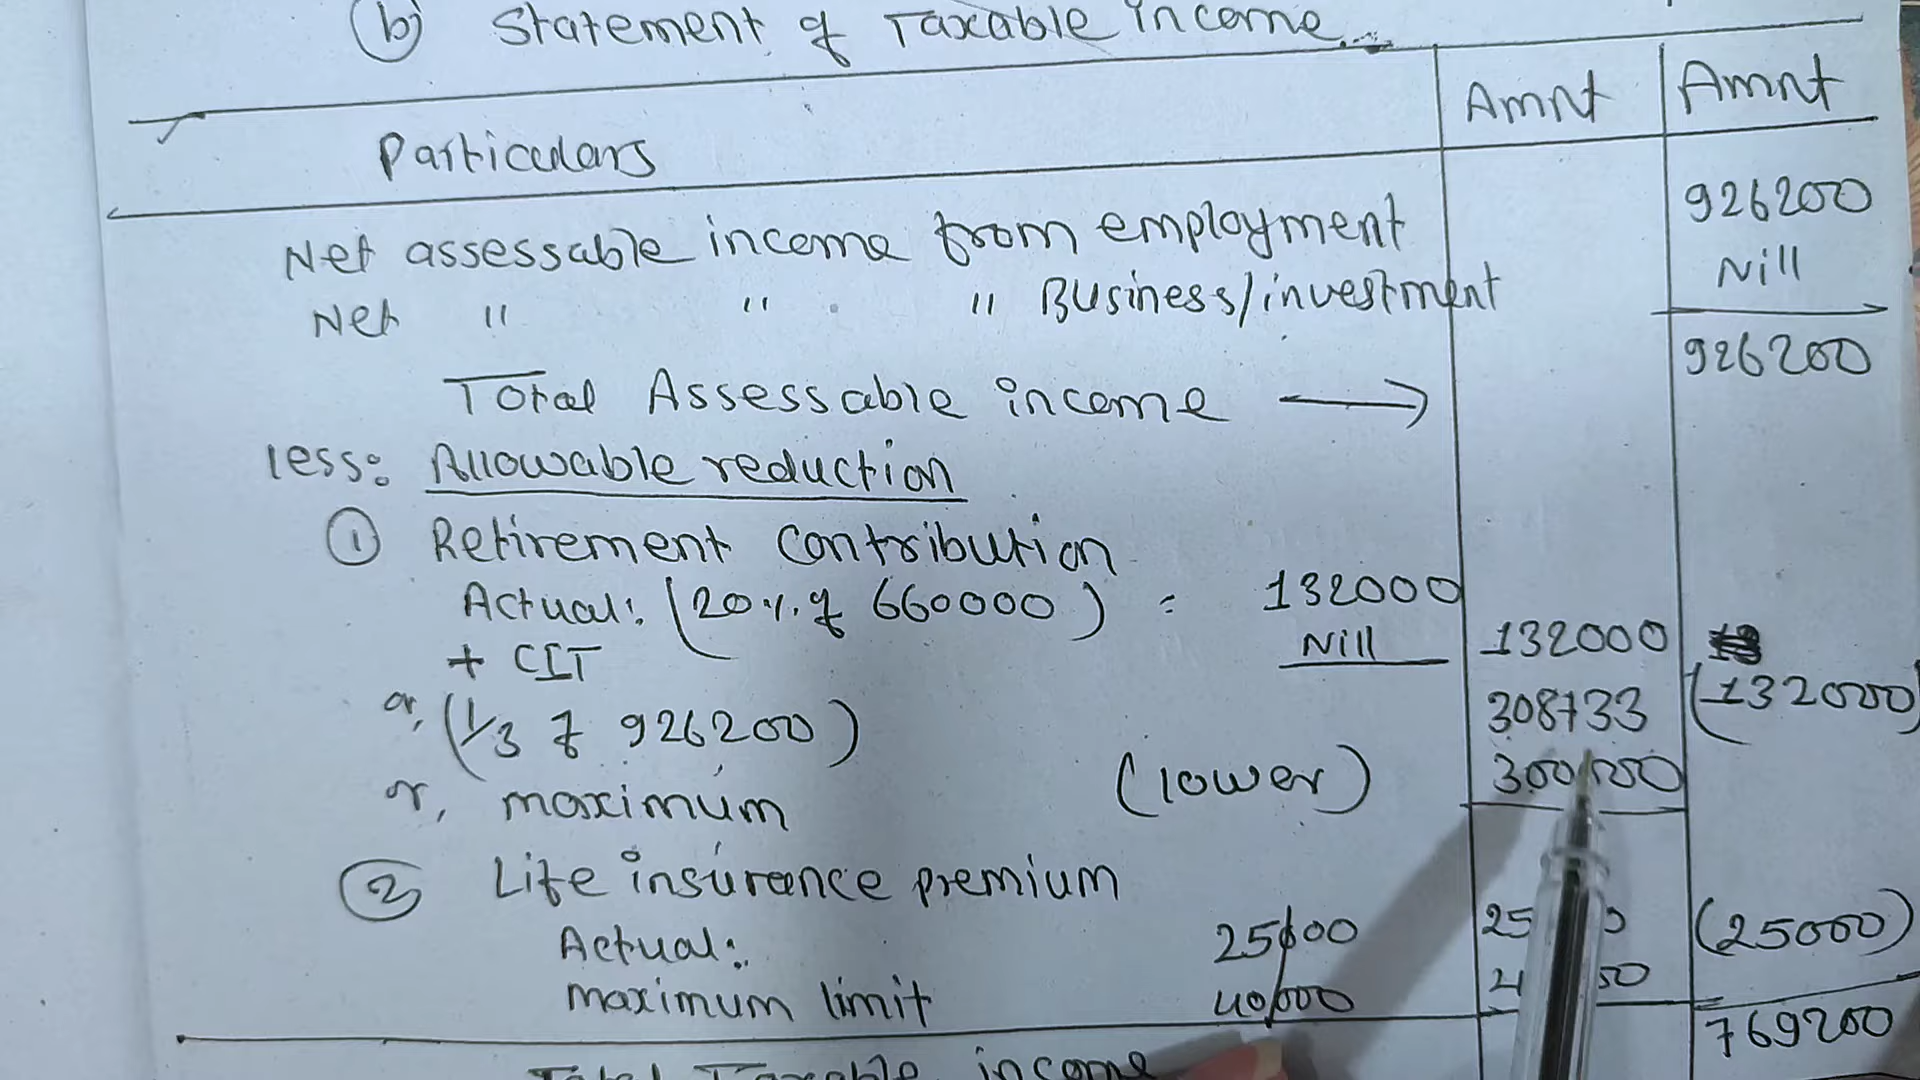 (b) Statement of Taxable income
Particulars Amnt Amnt
Net assessable income from employment 926200
Net " " " Business/investment Nill
Total Assessable income → 926200
less: Allowable reduction
① Retirement contribution
Actual: (20% of 660000) = 132000
+ CIT Nill 132000
or, (1/3 of 926200) 308733 (132000)
or, maximum (lower) 300000
② Life insurance premium
Actual: 25000 (25000)
maximum limit 40000
769200
Total Taxable income